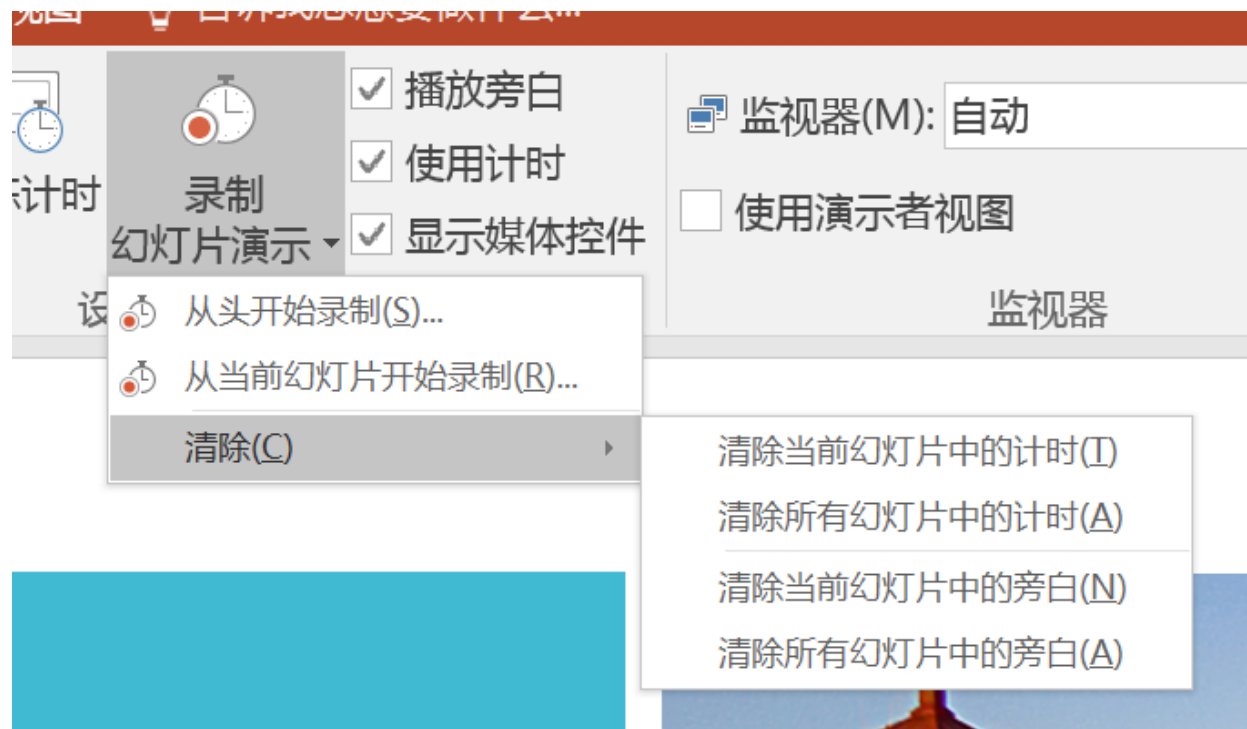 视图
播放旁白
监视器(M): 自动
使用计时
计时
录制
幻灯片演示
使用演示者视图
显示媒体控件
设
监视器
从头开始录制(S)...
从当前幻灯片开始录制(R)...
清除(C)
清除当前幻灯片中的计时(T)
清除所有幻灯片中的计时(A)
清除当前幻灯片中的旁白(N)
清除所有幻灯片中的旁白(A)